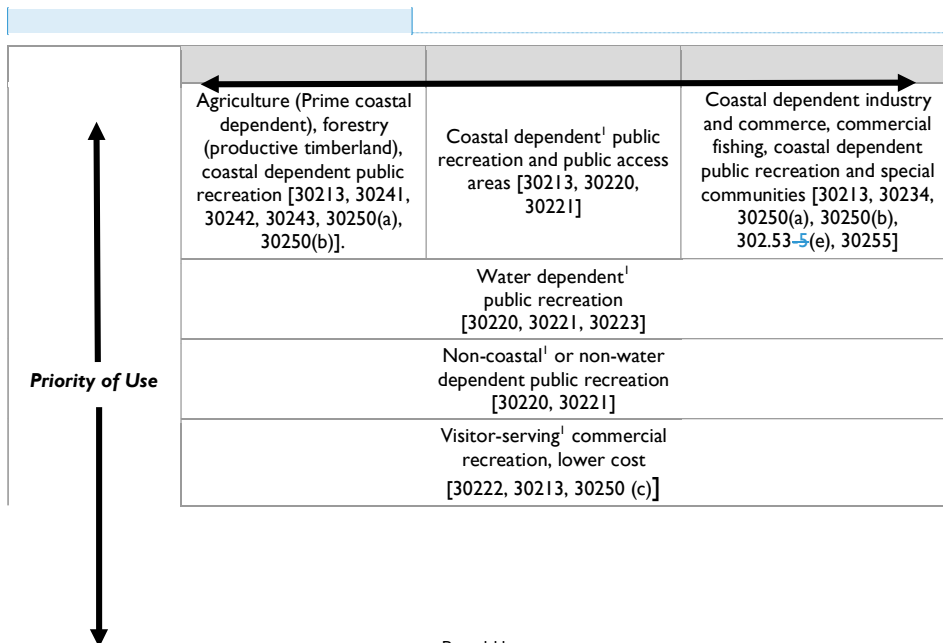 Agriculture (Prime coastal
dependent), forestry
(productive timberland),
coastal dependent public
recreation [30213, 30241,
30242, 30243, 30250(a),
30250(b)].
Coastal dependent¹ public
recreation and public access
areas [30213, 30220,
30221]
Coastal dependent industry
and commerce, commercial
fishing, coastal dependent
public recreation and special
communities [30213, 30234,
30250(a), 30250(b),
302.53-5(e), 30255]
Water dependent¹
public recreation
[30220, 30221, 30223]
Priority of Use
Non-coastal¹ or non-water
dependent public recreation
[30220, 30221]
Visitor-serving¹ commercial
recreation, lower cost
[30222, 30213, 30250 (c)]